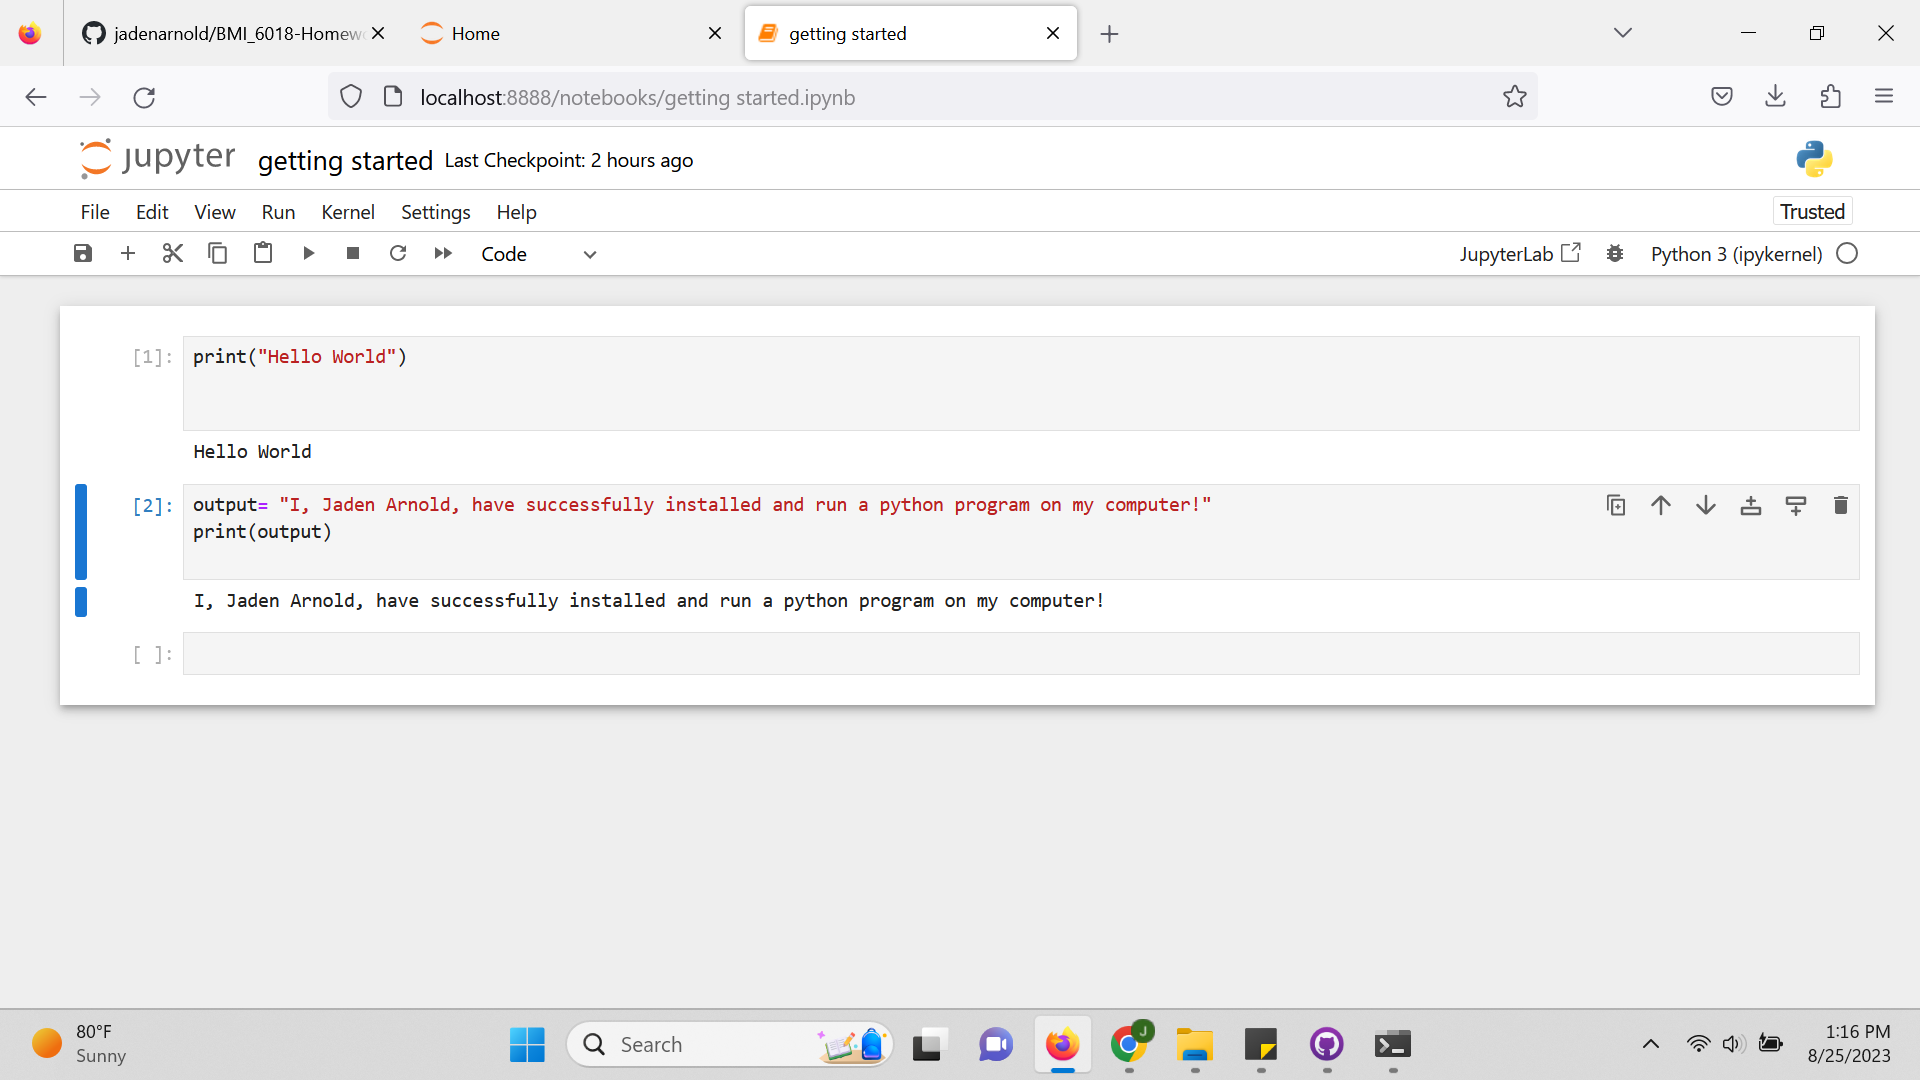 jadenarnold/BMI_6018-Homew
Home
getting started
localhost:8888/notebooks/getting started.ipynb
jupyter
getting started
Last Checkpoint: 2 hours ago
File
Edit
View
Run
Kernel
Settings
Help
Trusted
Code
JupyterLab
Python 3 (ipykernel)
[1]:
print("Hello World")
Hello World
[2]:
output= "I, Jaden Arnold, have successfully installed and run a python program on my computer!"
print(output)
I, Jaden Arnold, have successfully installed and run a python program on my computer!
[ ]:
80°F
Sunny
Search
J
1:16 PM
8/25/2023